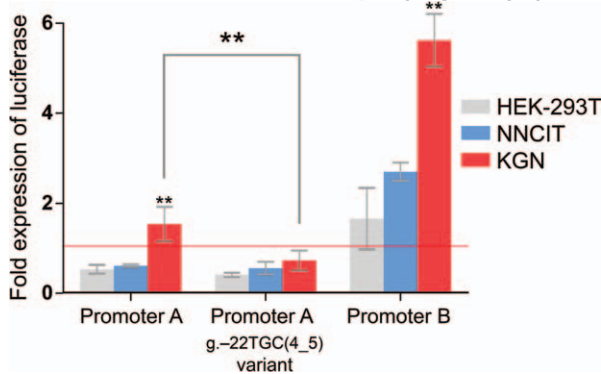 **
6
**
4
HEK-293T
NNCIT
KGN
2
**
0
Fold expression of luciferase
Promoter A
Promoter A
Promoter B
g.–22TGC(4_5)
variant